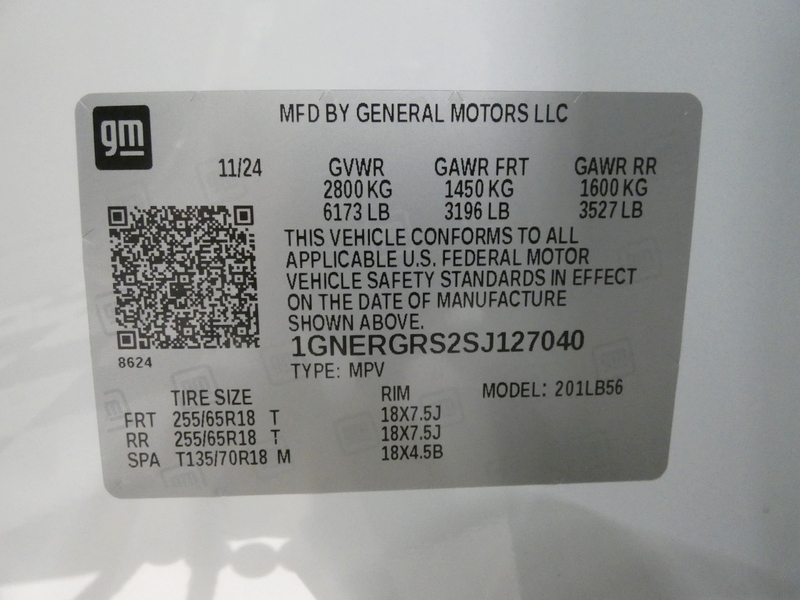 gm
MFD BY GENERAL MOTORS LLC
11/24 GVWR GAWR FRT GAWR RR
2800 KG 1450 KG 1600 KG
6173 LB 3196 LB 3527 LB
THIS VEHICLE CONFORMS TO ALL
APPLICABLE U.S. FEDERAL MOTOR
VEHICLE SAFETY STANDARDS IN EFFECT
ON THE DATE OF MANUFACTURE
SHOWN ABOVE.
1GNERGRS2SJ127040
8624
TYPE: MPV
TIRE SIZE RIM MODEL: 201LB56
FRT 255/65R18 T 18X7.5J
RR 255/65R18 T 18X7.5J
SPA T135/70R18 M 18X4.5B